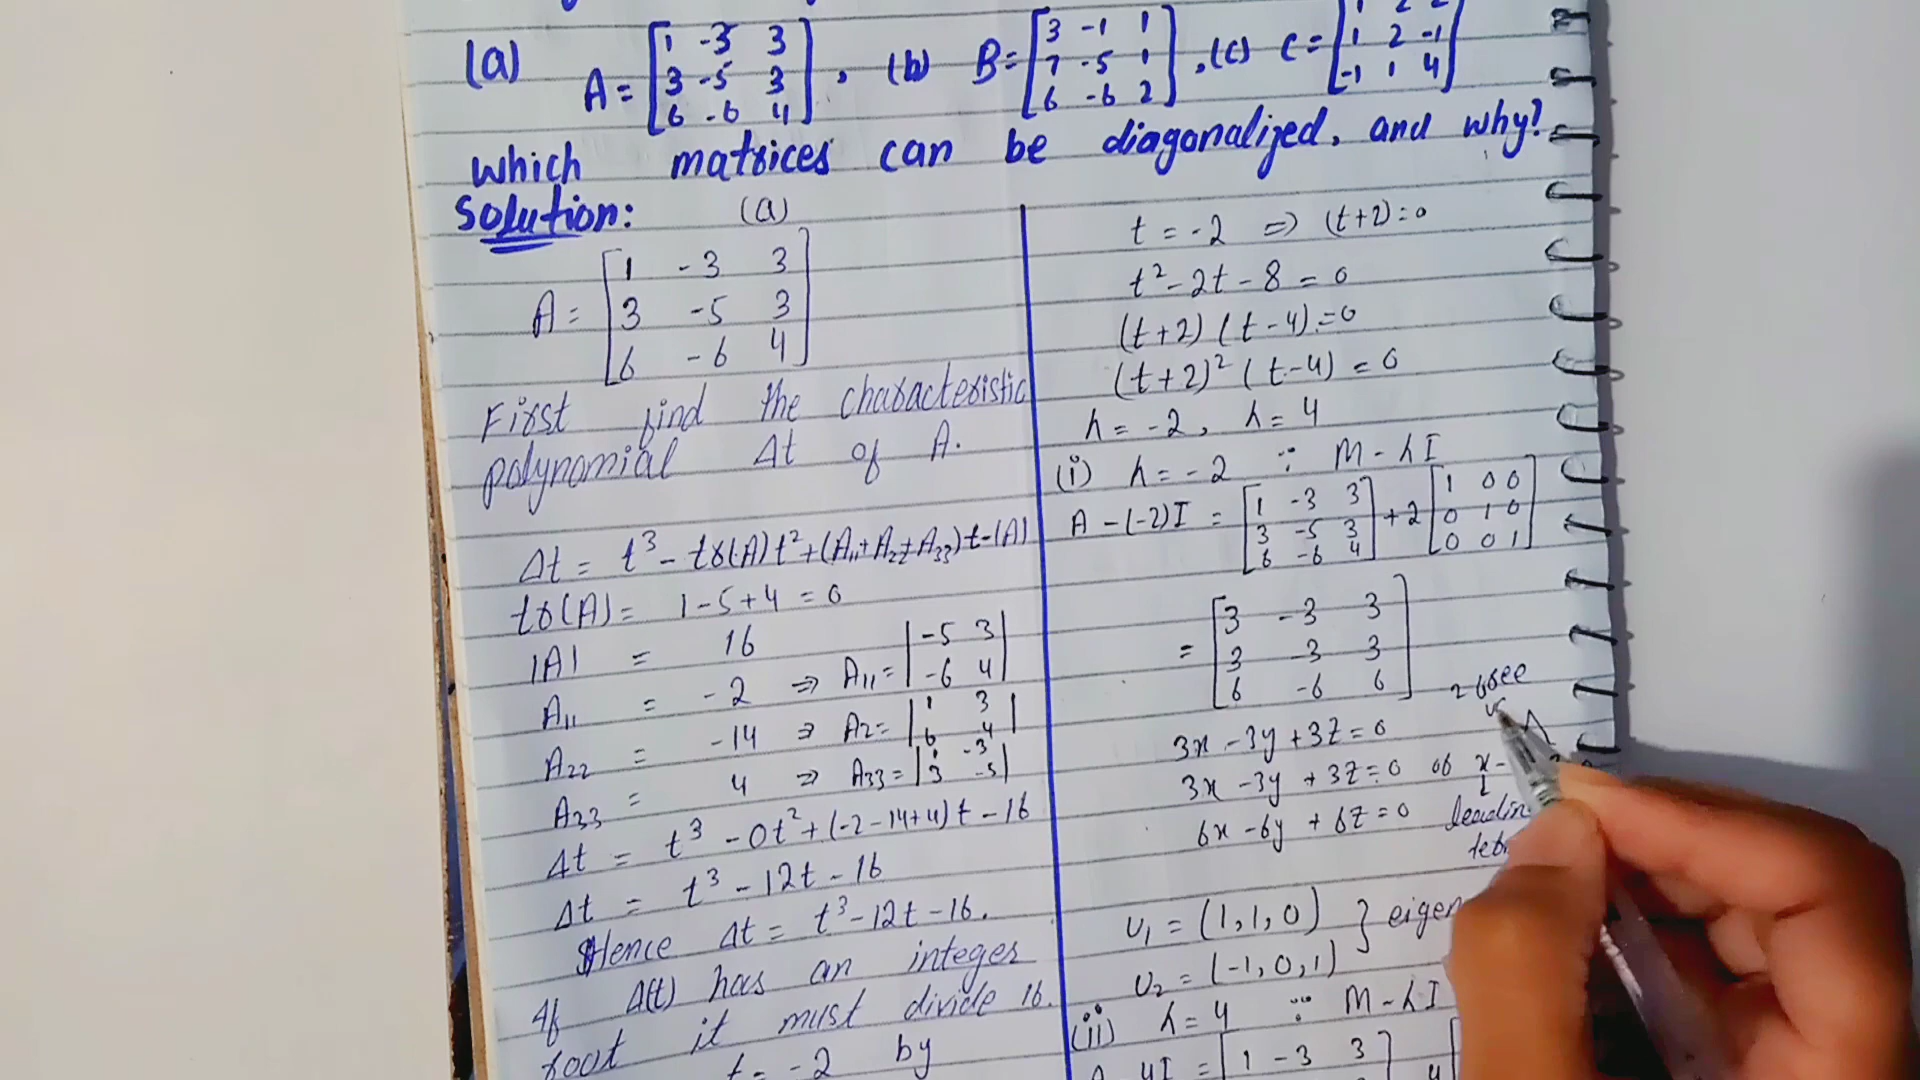 (a) A = [1 -3 3 , (b) B = [3 -1 1 , (c) C = [1 2 2
3 -5 3 7 -5 1 1 2 -1
6 -6 4] 6 -6 2] -1 1 4]
which matrices can be diagonalized, and why?
Solution: (a)
A = [1 -3 3
3 -5 3
6 -6 4]
First find the characteristic
polynomial Δt of A.
Δt = t³ - tr(A)t² + (A₁₁+A₂₂+A₃₃)t - |A|
tr(A) = 1-5+4 = 0
|A| = 16
A₁₁ = -2 ⇒ A₁₁ = |-5 3
-6 4|
A₂₂ = -14 ⇒ A₂ = |1 3
6 4|
A₃₃ = 4 ⇒ A₃₃ = |1 -3
3 -5|
Δt = t³ - 0t² + (-2-14+4)t - 16
Δt = t³ - 12t - 16
Hence Δt = t³-12t-16.
If Δ(t) has an integer
root it must divide 16.
t = -2 by
t = -2 ⇒ (t+2)=0
t² - 2t - 8 = 0
(t+2) (t-4) = 0
(t+2)² (t-4) = 0
λ = -2, λ = 4
(i) λ = -2 ∵ M - λI
A - (-2)I = [1 -3 3 + 2 [1 0 0
3 -5 3 0 1 0
6 -6 4] 0 0 1]
= [3 -3 3
3 -3 3
6 -6 6]
2 free
3x - 3y + 3z = 0
3x - 3y + 3z = 0 or x -
6x - 6y + 6z = 0
u₁ = (1,1,0) } eigen
u₂ = (-1,0,1)
(ii) λ = 4 ∵ M - λI
4I = [1 -3 3